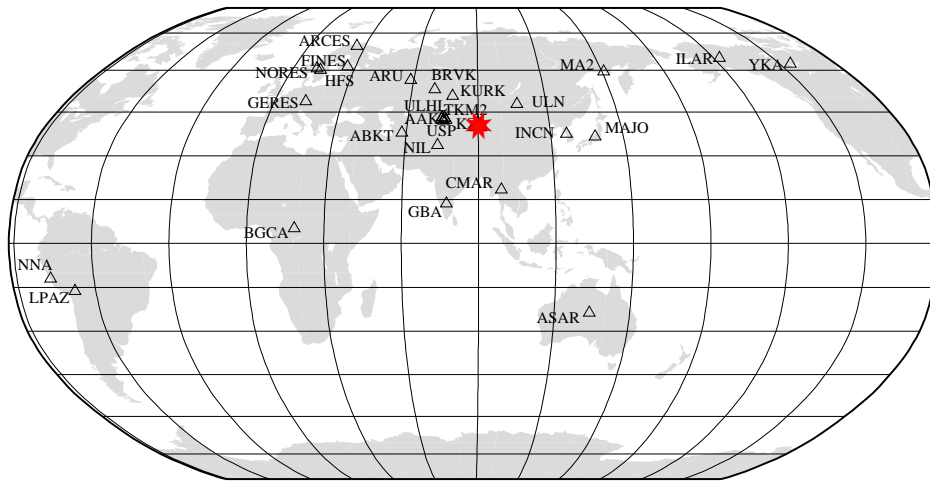 ARCES
FINES
NORES
HFS
ARU
BRVK
KURK
MA2
ILAR
YKA
GERES
ULHL
TKM2
ULN
AAK
USP
ABKT
NIL
INCN
MAJO
CMAR
GBA
BGCA
NNA
LPAZ
ASAR